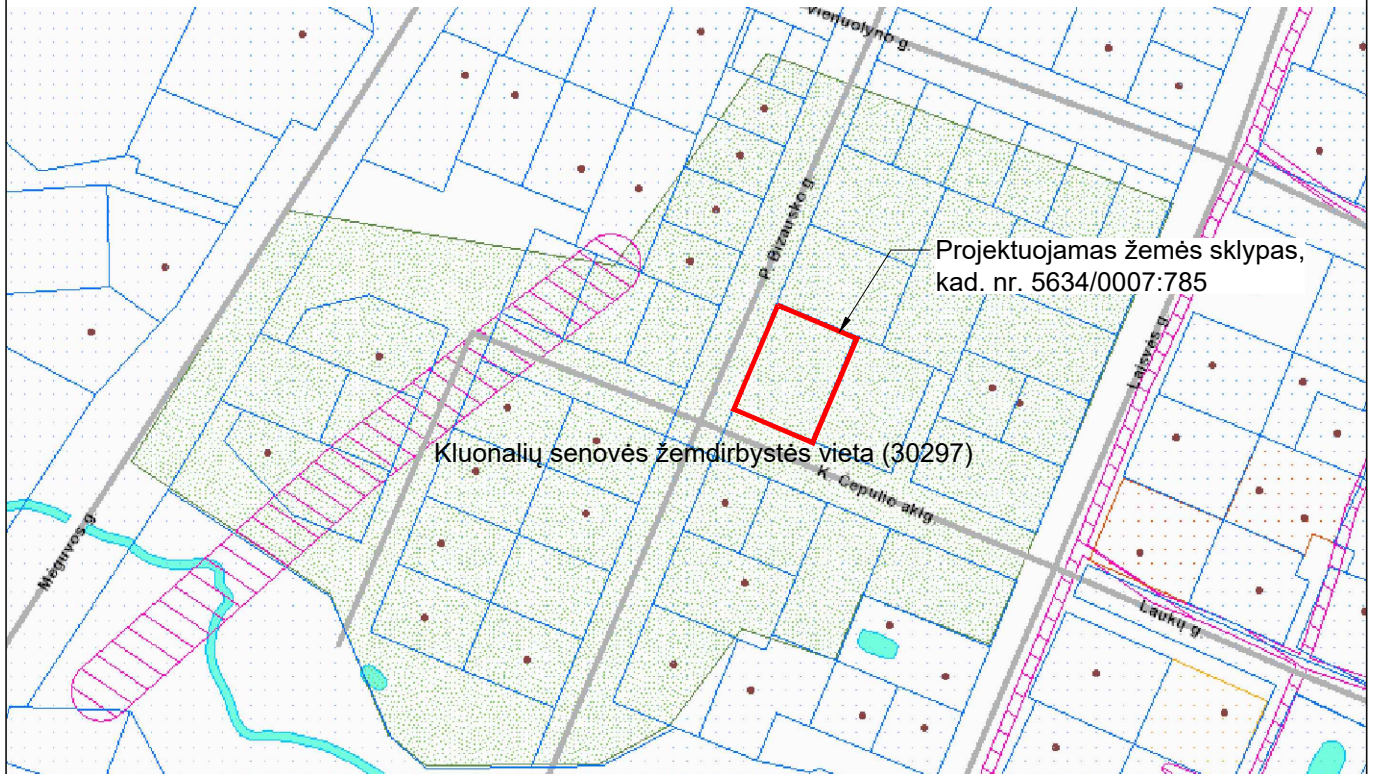 Vienuolyno g.
P. Bizausko g
Projektuojamas žemės sklypas,
kad. nr. 5634/0007:785
Laisvės g
Kluonalių senovės žemdirbystės vieta (30297)
K. Čepulio aklg
Mėguvos g
Laukų g